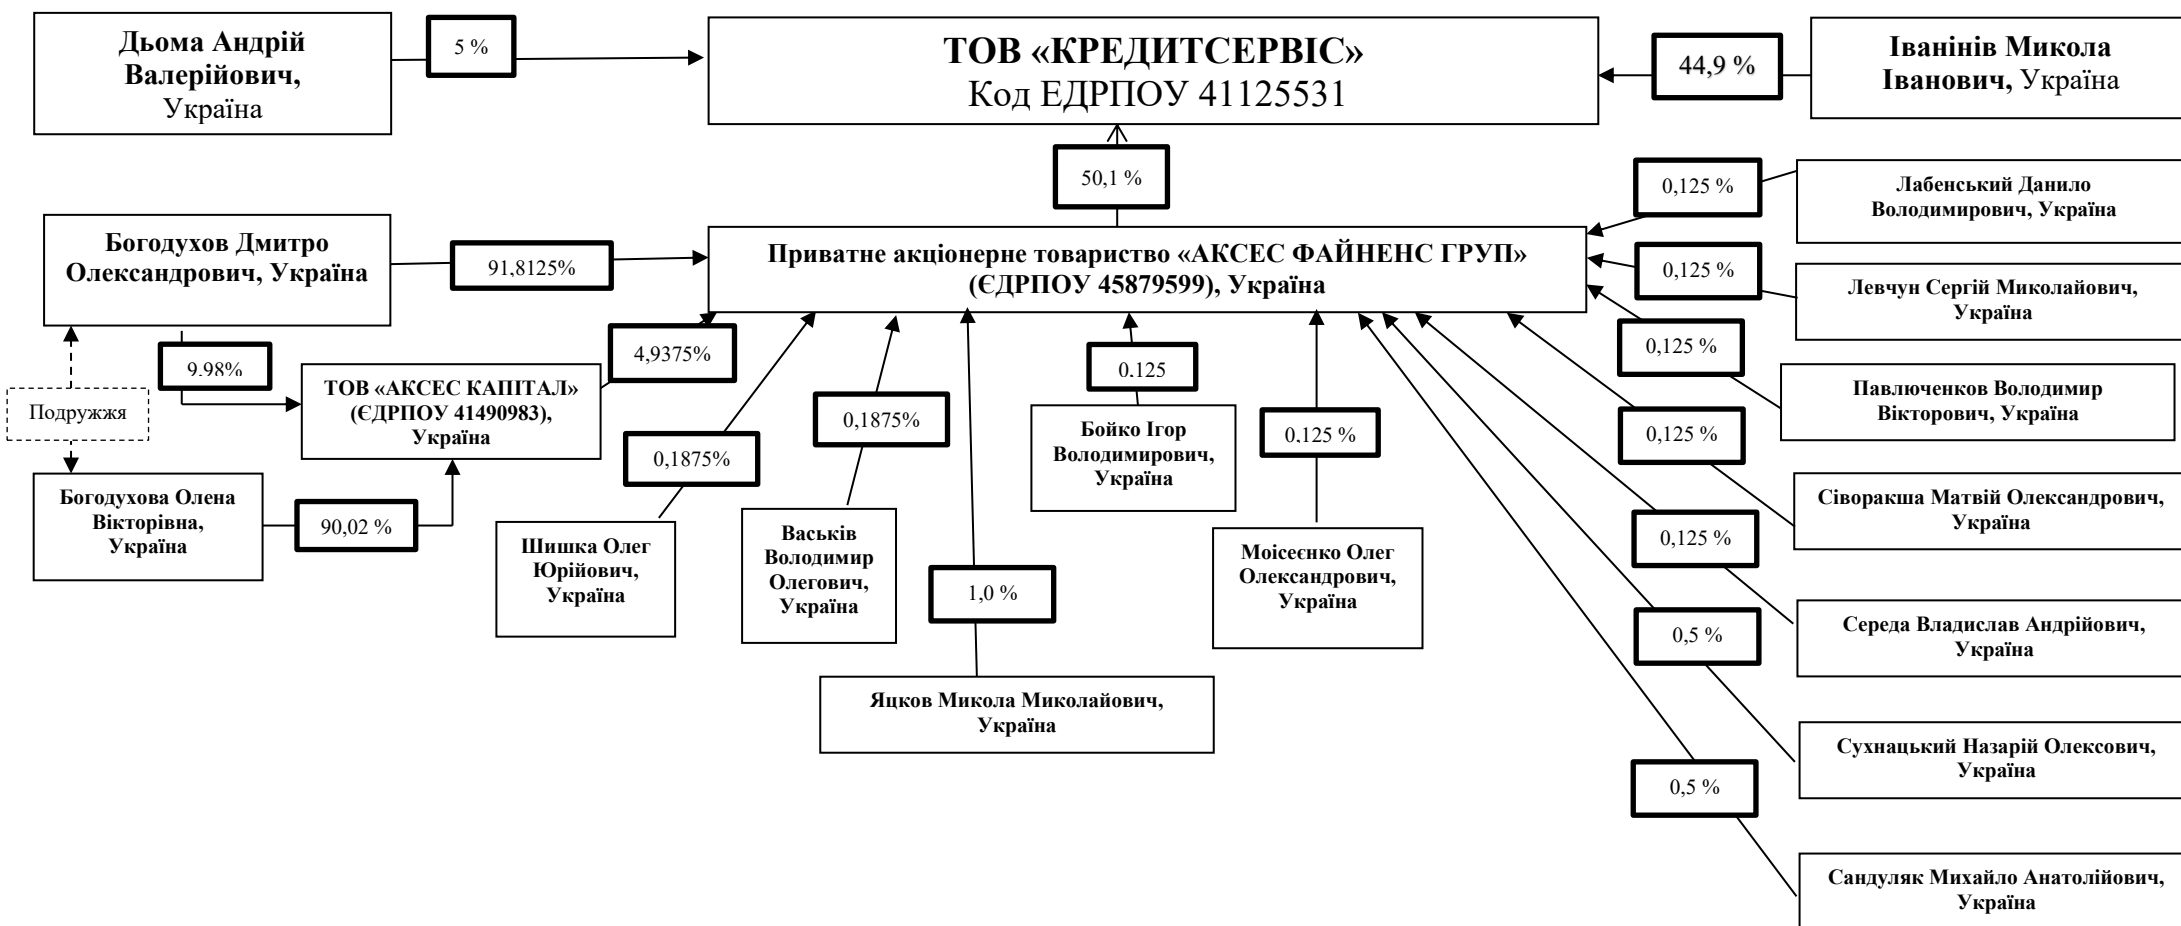 Дьома Андрій
Валерійович,
Україна
5 %
ТОВ «КРЕДИТСЕРВІС»
Код ЕДРПОУ 41125531
44,9 %
Іванінів Микола
Іванович, Україна
50,1 %
0,125 %
Лабенський Данило
Володимирович, Україна
Богодухов Дмитро
Олександрович, Україна
91,8125%
Приватне акціонерне товариство «АКСЕС ФАЙНЕНС ГРУП»
(ЄДРПОУ 45879599), Україна
0,125 %
Левчун Сергій Миколайович,
Україна
0,125 %
Павлюченков Володимир
Вікторович, Україна
9.98%
4,9375%
0.125
Подружжя
ТОВ «АКСЕС КАПІТАЛ»
(ЄДРПОУ 41490983),
Україна
0,1875%
0,1875%
Бойко Ігор
Володимирович,
Україна
0,125 %
0,125 %
Сіворакша Матвій Олександрович,
Україна
Богодухова Олена
Вікторівна,
Україна
90,02 %
Шишка Олег
Юрійович,
Україна
Васьків
Володимир
Олегович,
Україна
1,0 %
Моісеєнко Олег
Олександрович,
Україна
0,125 %
Середа Владислав Андрійович,
Україна
0,5 %
Яцков Микола Миколайович,
Україна
Сухнацький Назарій Олексович,
Україна
0,5 %
Сандуляк Михайло Анатолійович,
Україна